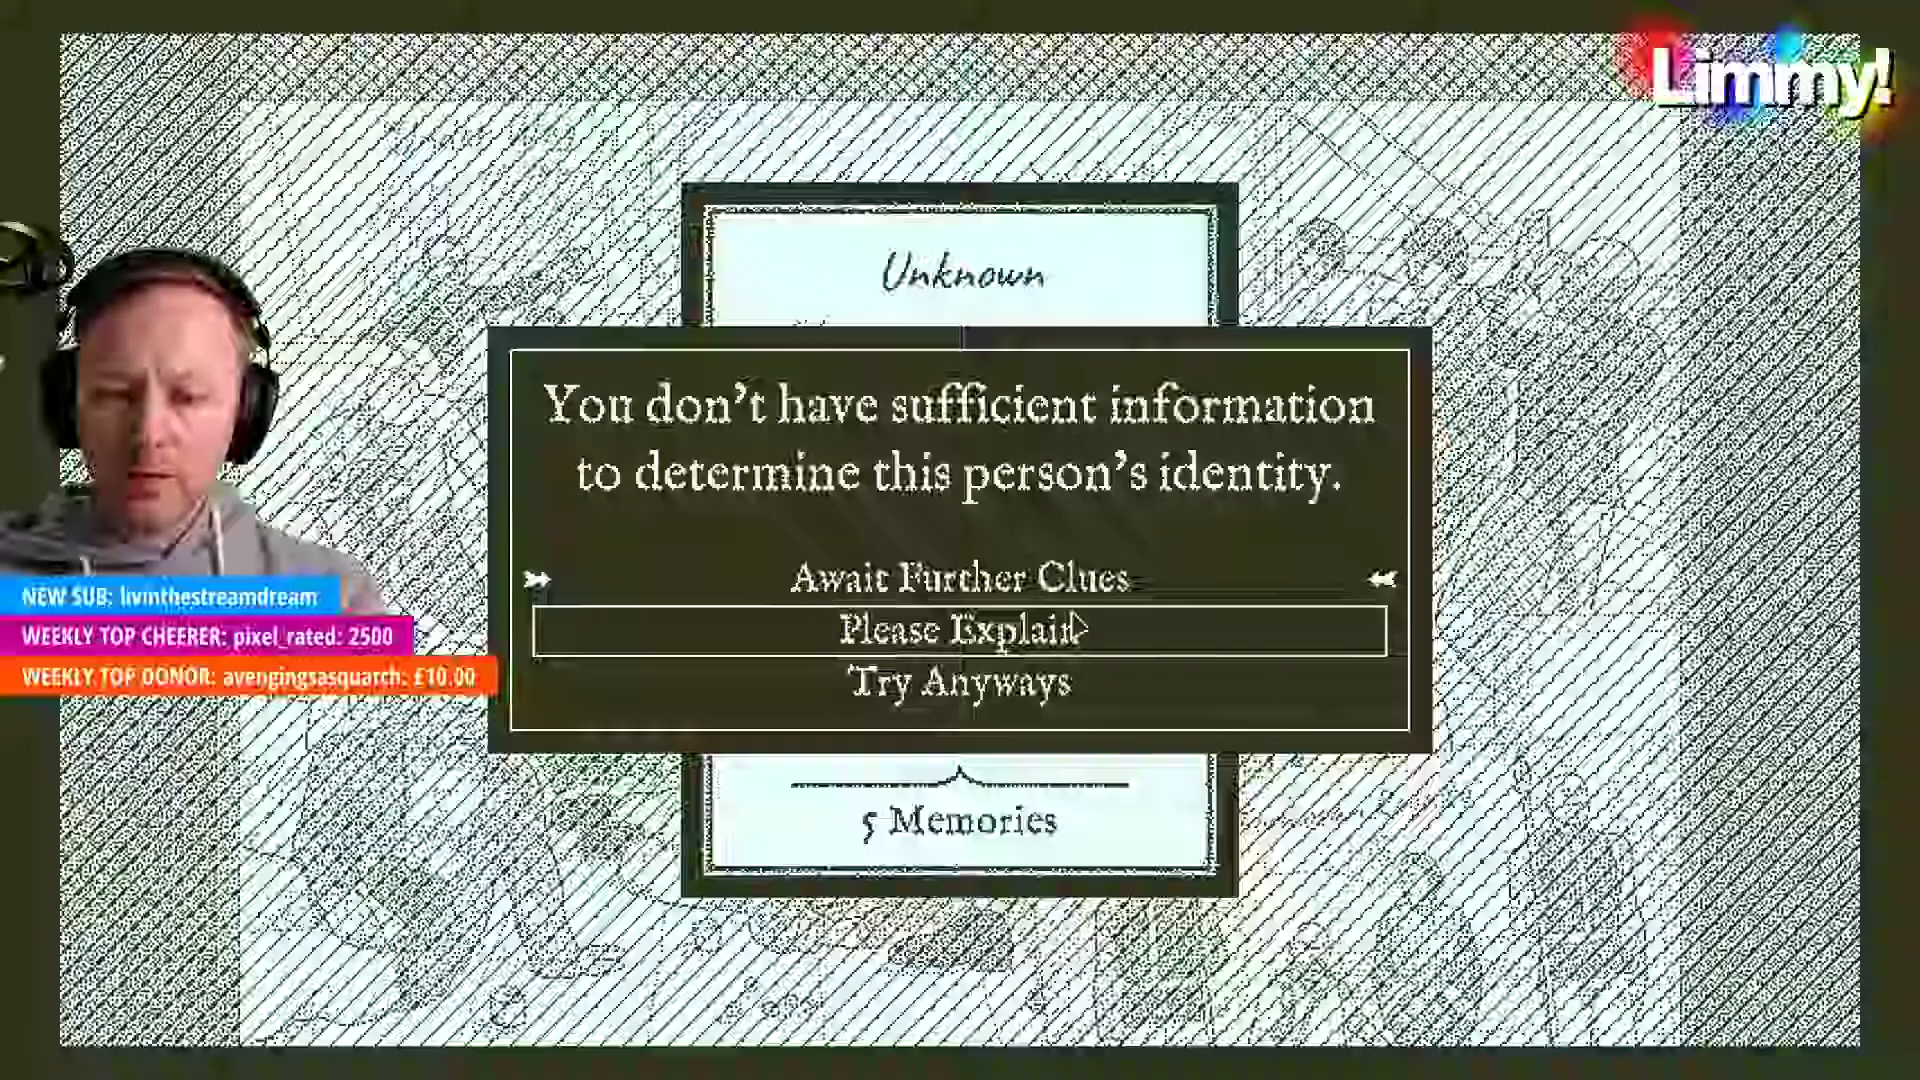 Limmy!
Unknown
You don't have sufficient information
to determine this person's identity.
Await Further Clues
Please Explain
Try Anyways
5 Memories
NEW SUB: livinthestreamdream
WEEKLY TOP CHEERER: pixel_rated: 2500
WEEKLY TOP DONOR: avengingsasquatch: £10.00